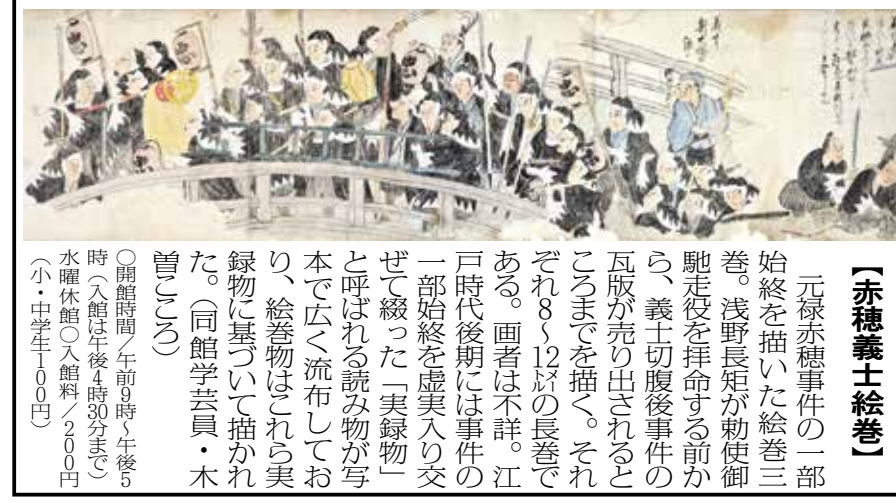 【赤穂義士絵巻】
元禄赤穂事件の一部
始終を描いた絵巻三
巻。浅野長矩が勅使御
馳走役を拝命する前か
ら、義士切腹後事件の
瓦版が売り出されると
ころまでを描く。それ
ぞれ8〜12㍍の長巻で
ある。画者は不詳。江
戸時代後期には事件の
一部始終を虚実入り交
ぜて綴った「実録物」
と呼ばれる読み物が写
本で広く流布してお
り、絵巻物はこれら実
録物に基づいて描かれ
た。（同館学芸員・木
曽こころ）
○開館時間／午前9時〜午後5
時（入館は午後4時30分まで）
水曜休館○入館料／200円
（小・中学生100円）